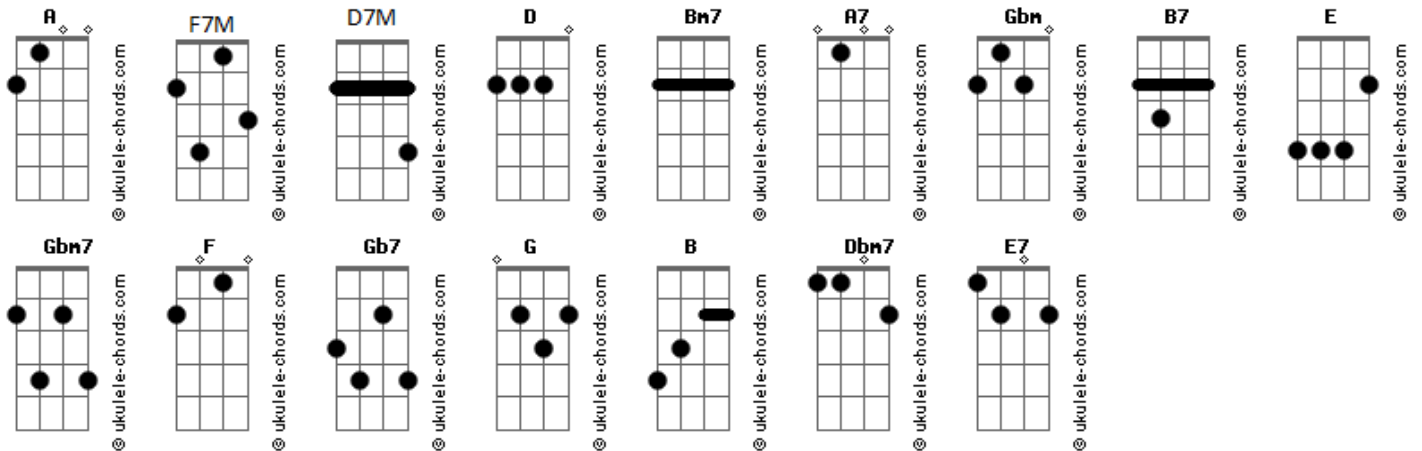 A F7M D7M D Bm7 A7 Gbm B7 E
© ukulele-chords.com © ukulele-chords.com © ukulele-chords.com © ukulele-chords.com © ukulele-chords.com © ukulele-chords.com © ukulele-chords.com © ukulele-chords.com © ukulele-chords.com
Gbm7 F Gb7 G B Dbm7 E7
© ukulele-chords.com © ukulele-chords.com © ukulele-chords.com © ukulele-chords.com © ukulele-chords.com © ukulele-chords.com © ukulele-chords.com